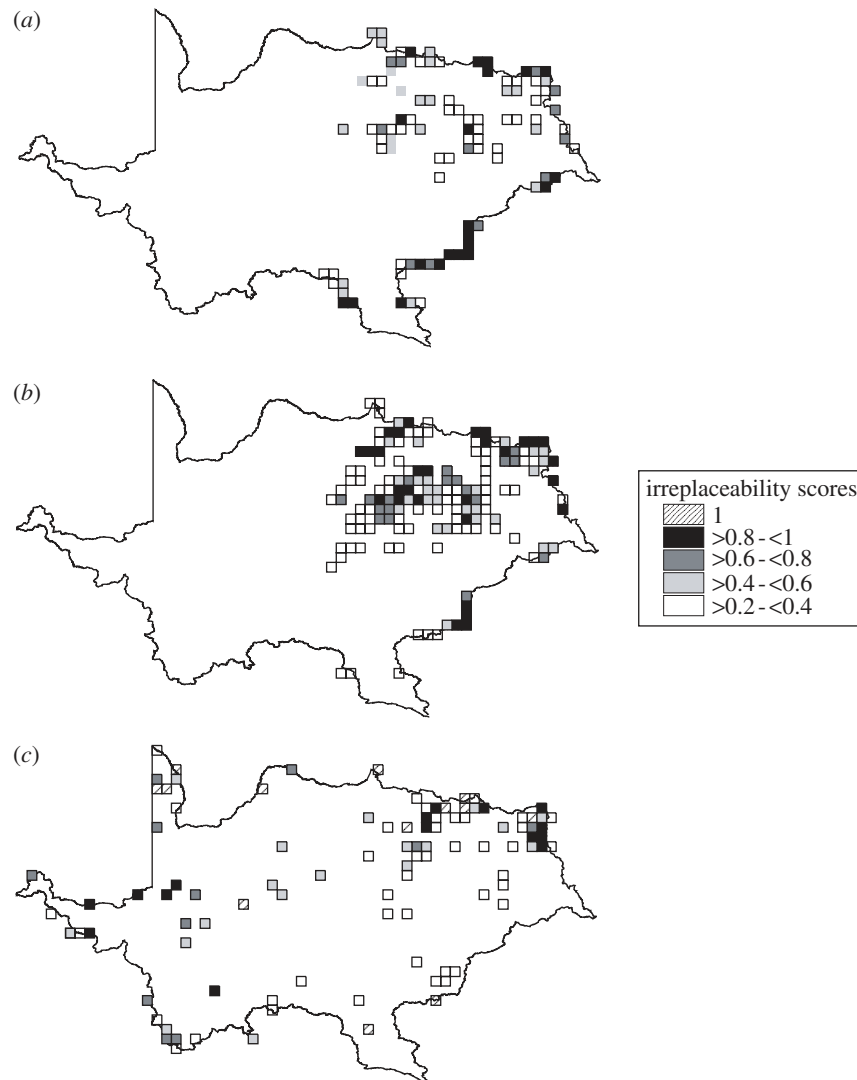 (a)
(b)
irreplaceability scores
1
>0.8 - <1
>0.6 - <0.8
>0.4 - <0.6
>0.2 - <0.4
(c)